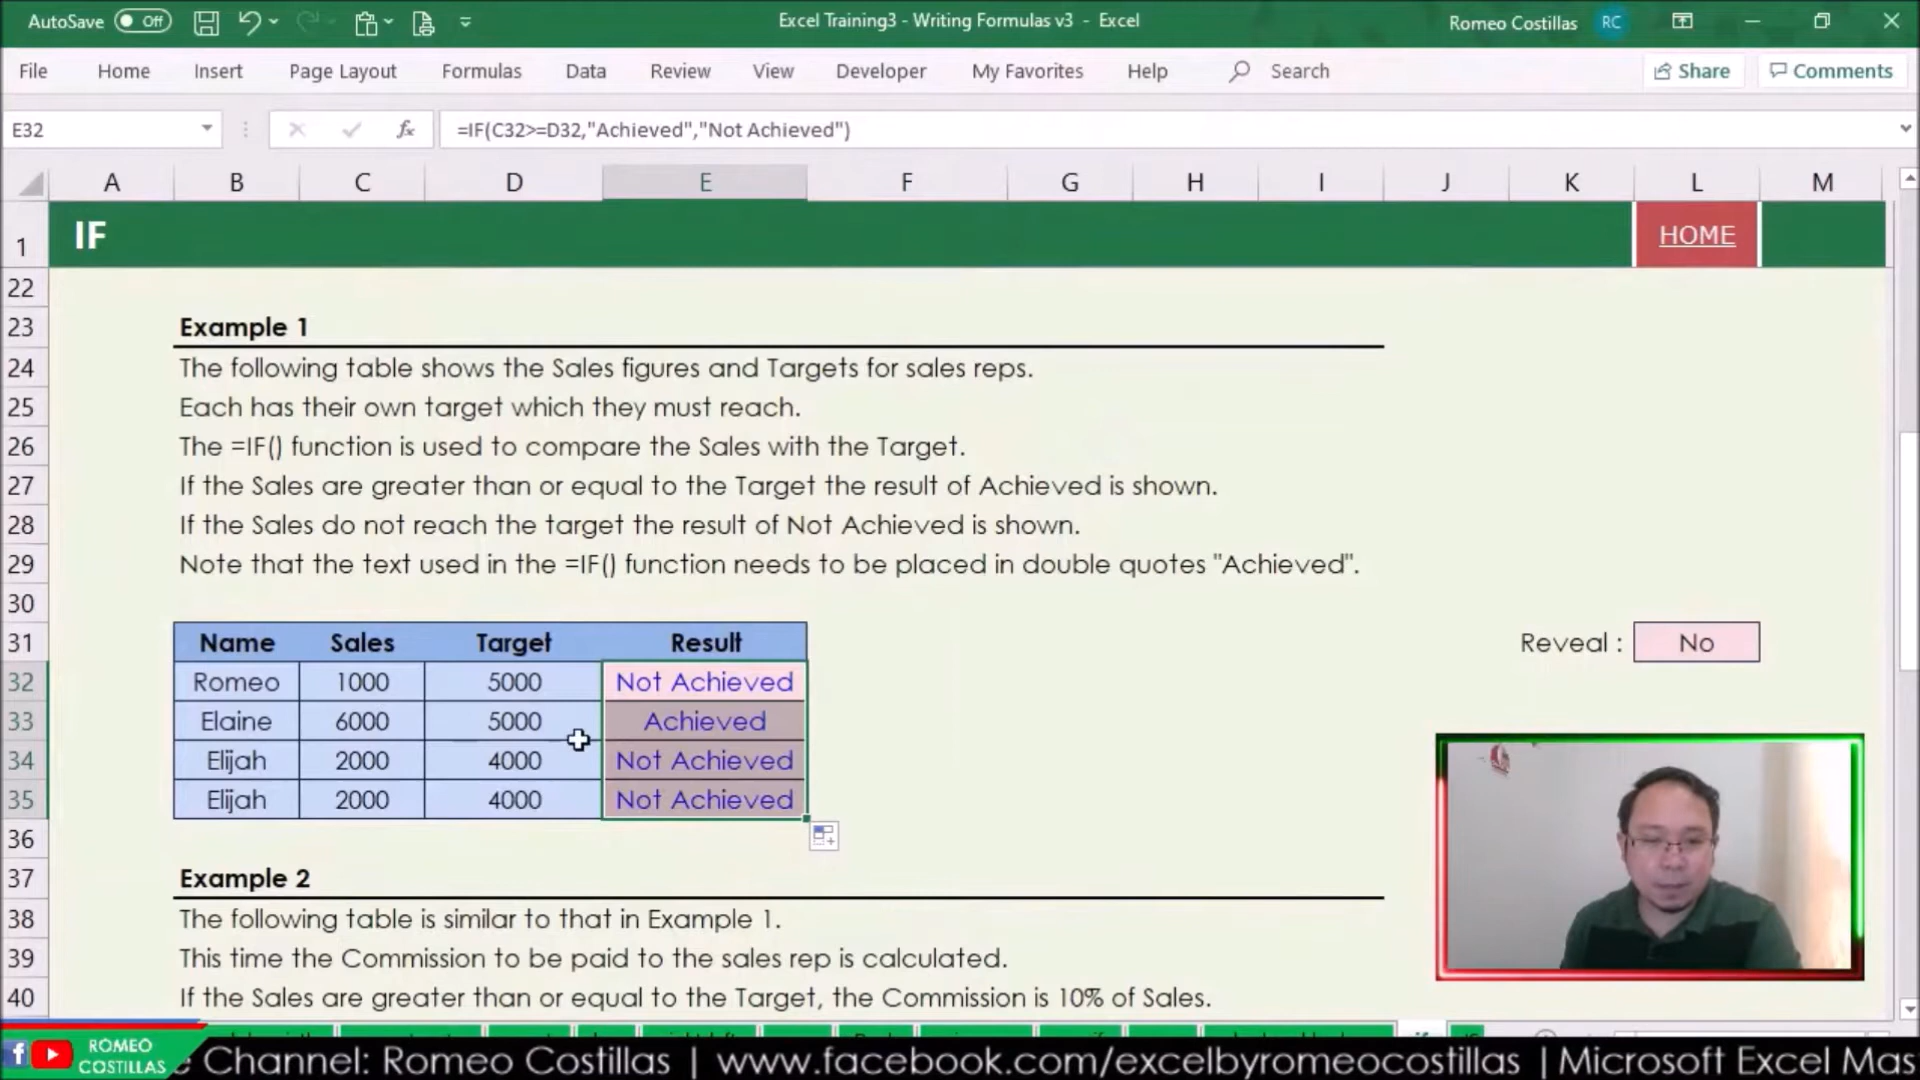 AutoSave Off
Excel Training3 - Writing Formulas v3 - Excel
Romeo Costillas RC
File Home Insert Page Layout Formulas Data Review View Developer My Favorites Help Search Share Comments
E32 fx =IF(C32>=D32,"Achieved","Not Achieved")
A B C D E F G H I J K L M
1 IF HOME
22
23 Example 1
24 The following table shows the Sales figures and Targets for sales reps.
25 Each has their own target which they must reach.
26 The =IF() function is used to compare the Sales with the Target.
27 If the Sales are greater than or equal to the Target the result of Achieved is shown.
28 If the Sales do not reach the target the result of Not Achieved is shown.
29 Note that the text used in the =IF() function needs to be placed in double quotes "Achieved".
30
31 Name Sales Target Result Reveal : No
32 Romeo 1000 5000 Not Achieved
33 Elaine 6000 5000 Achieved
34 Elijah 2000 4000 Not Achieved
35 Elijah 2000 4000 Not Achieved
36
37 Example 2
38 The following table is similar to that in Example 1.
39 This time the Commission to be paid to the sales rep is calculated.
40 If the Sales are greater than or equal to the Target, the Commission is 10% of Sales.
ROMEO
COSTILLAS
e Channel: Romeo Costillas | www.facebook.com/excelbyromeocostillas | Microsoft Excel Mas